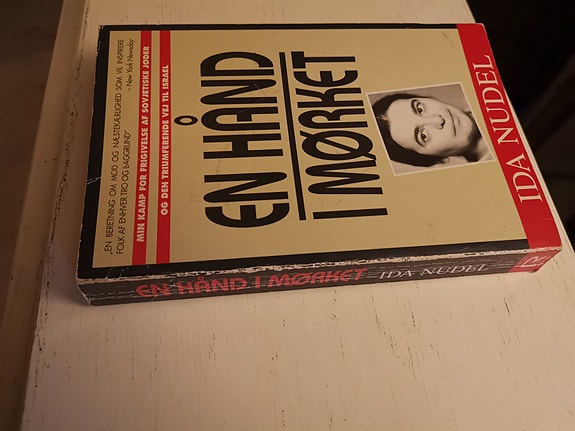 „EN BERETNING OM MOD OG NÆSTEKÆRLIGHED SOM VIL INSPIRERE
FOLK AF ENHVER TRO OG BAGGRUND"
– New York Newsday
MIN KAMP FOR FRIGIVELSE AF SOVJETISKE JØDER
OG DEN TRIUMFERENDE VEJ TIL ISRAEL
EN HÅND
I MØRKET
IDA NUDEL
EN HÅND I MØRKET IDA NUDEL